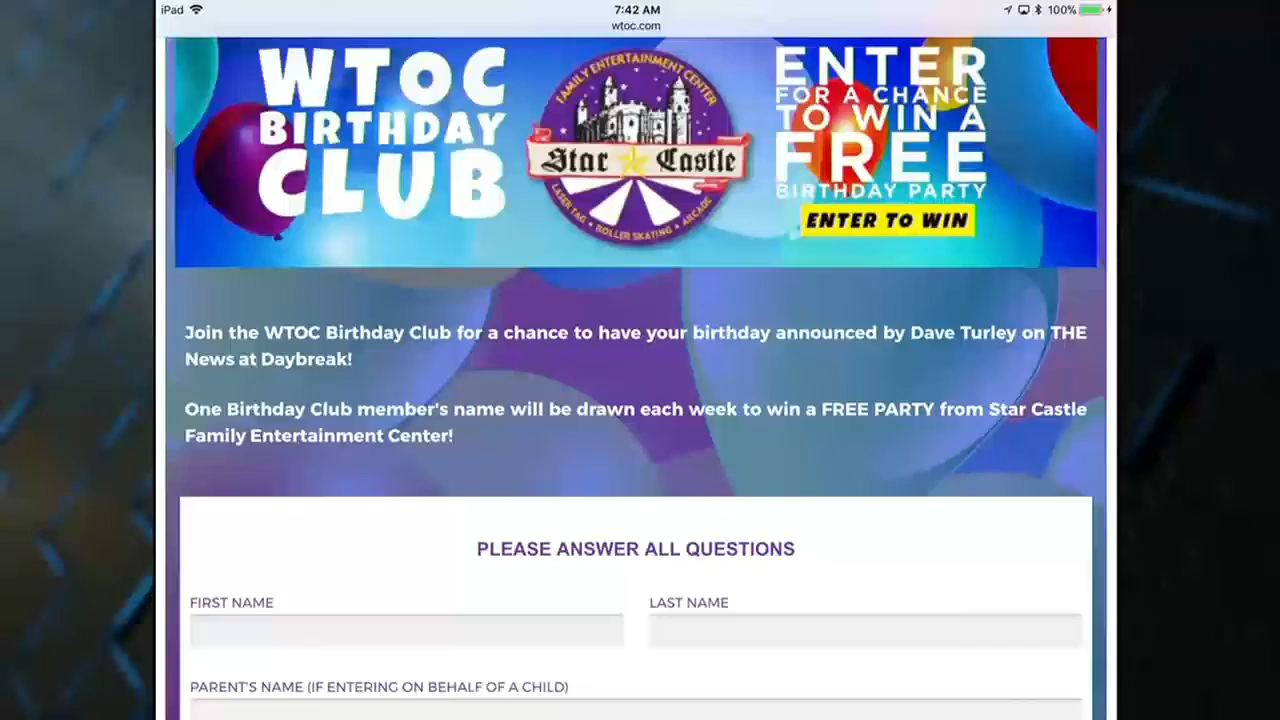 iPad
7:42 AM
100%
wtoc.com
WTOC
BIRTHDAY
CLUB
FAMILY ENTERTAINMENT CENTER
Star Castle
LASER TAG • ROLLER SKATING • ARCADE
ENTER
FOR A CHANCE
TO WIN A
FREE
BIRTHDAY PARTY
ENTER TO WIN
Join the WTOC Birthday Club for a chance to have your birthday announced by Dave Turley on THE
News at Daybreak!
One Birthday Club member's name will be drawn each week to win a FREE PARTY from Star Castle
Family Entertainment Center!
PLEASE ANSWER ALL QUESTIONS
FIRST NAME
LAST NAME
PARENT'S NAME (IF ENTERING ON BEHALF OF A CHILD)